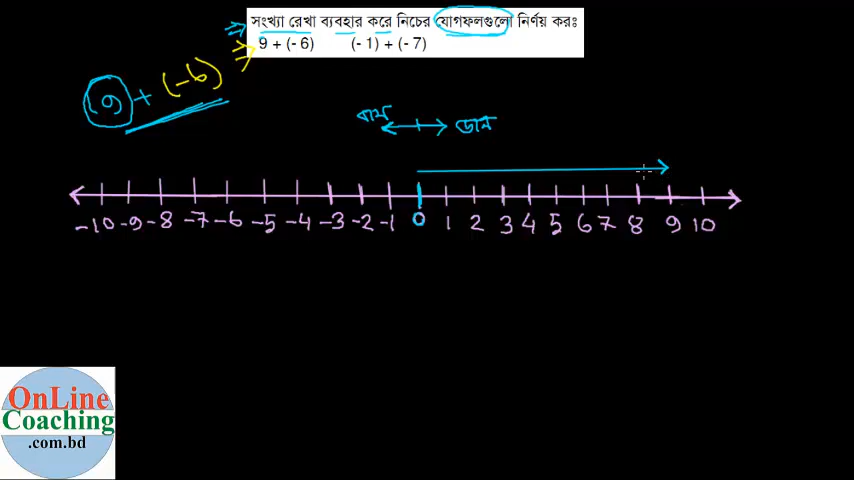 সংখ্যা রেখা ব্যবহার করে নিচের যোগফলগুলো নির্ণয় করঃ
9 + (- 6) (- 1) + (- 7)
9 + (-6)
বাম ডান
-10 -9 -8 -7 -6 -5 -4 -3 -2 -1 0 1 2 3 4 5 6 7 8 9 10
OnLine
Coaching
.com.bd